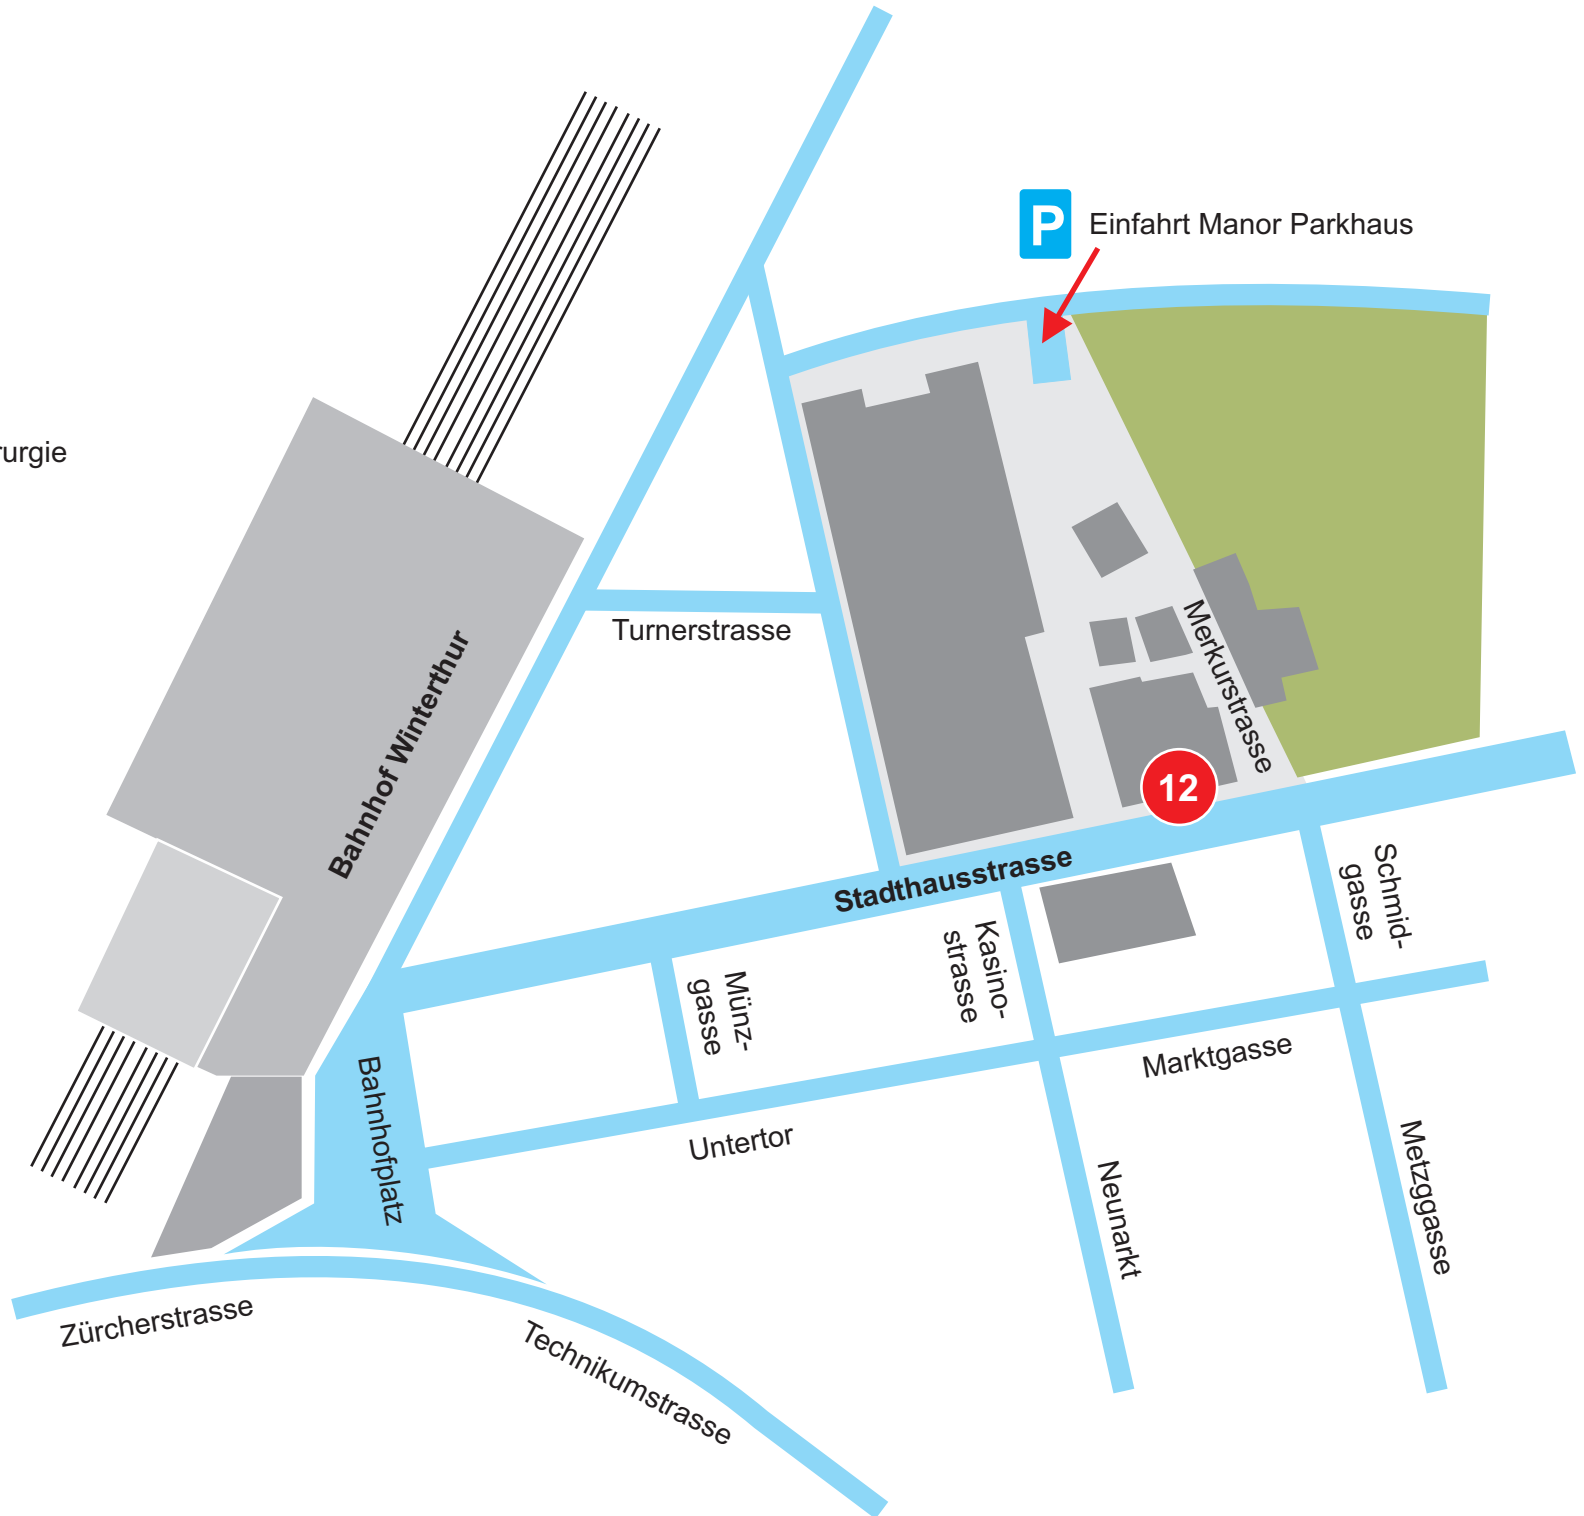 P
Einfahrt Manor Parkhaus
urgie
Turnerstrasse
Bahnhof Winterthur
Merkurstrasse
12
Stadthausstrasse
Schmid-
gasse
Kasino-
strasse
Münz-
gasse
Marktgasse
Bahnhofplatz
Untertor
Neunarkt
Metzggasse
Zürcherstrasse
Technikumstrasse